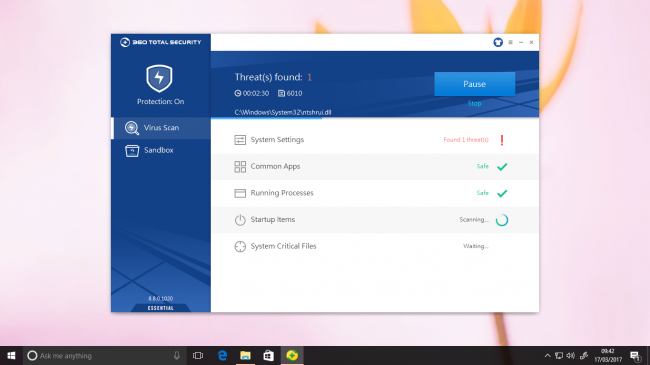 360 TOTAL SECURITY
Protection: On
Virus Scan
Sandbox
8.8.0.1020
ESSENTIAL
Threat(s) found: 1
00:02:30 6010
C:\Windows\System32\ntshrui.dll
Pause
Stop
System Settings Found 1 threat(s)
Common Apps Safe
Running Processes Safe
Startup Items Scanning...
System Critical Files Waiting...
Ask me anything
09:42
17/03/2017